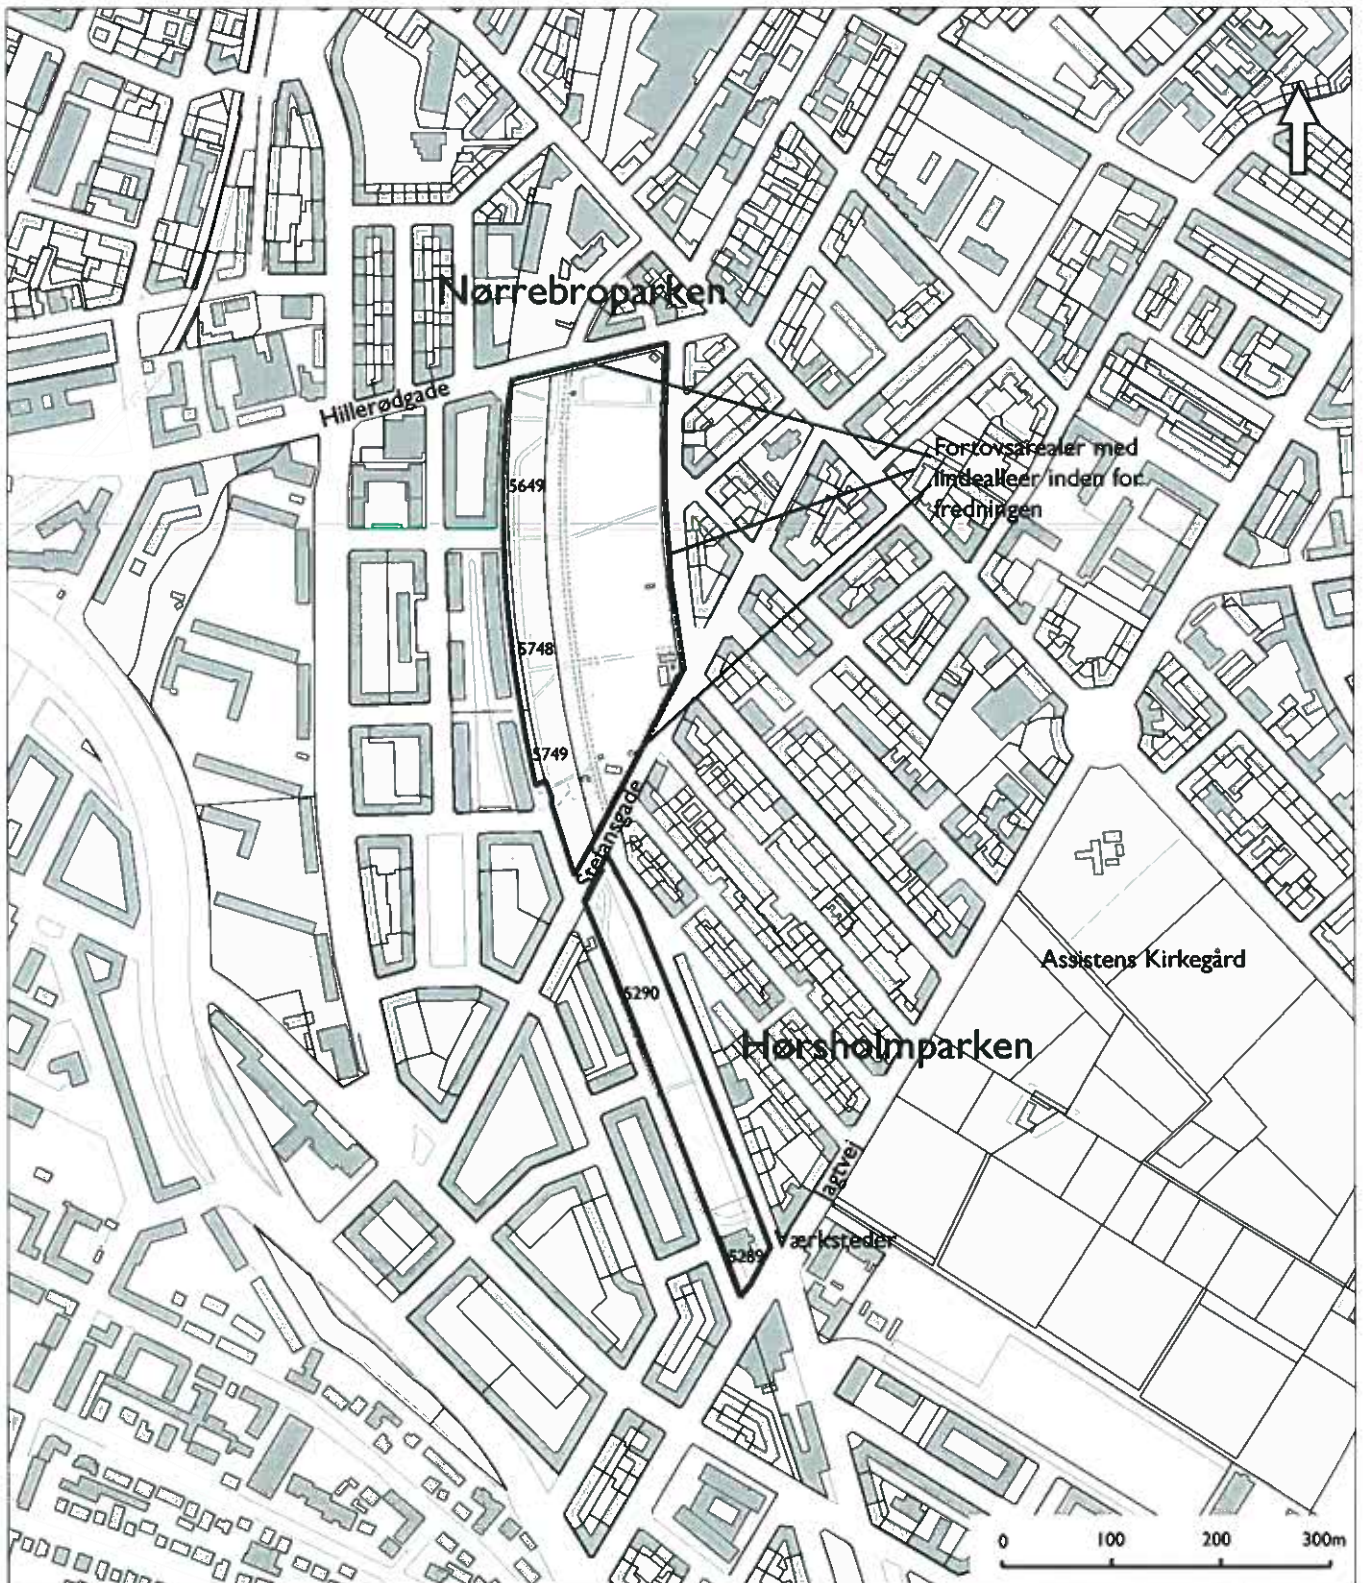 Nørrebroparken
Hillerødgade
Fortovsarealer med
lindealleer inden for
fredningen
5649
5748
5749
Stefansgade
Assistens Kirkegård
5290
Hørsholmparken
agtvej
Værksteder
5289
0 100 200 300m